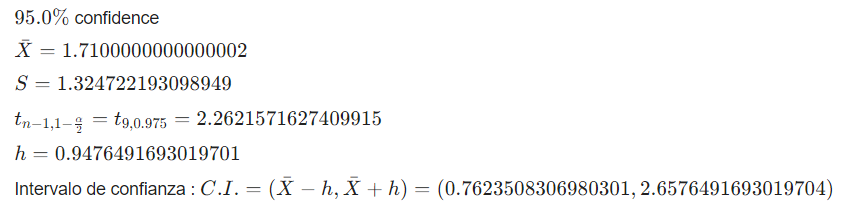 95.0% confidence
X̄ = 1.7100000000000002
S = 1.324722193098949
t_{n−1,1−α/2} = t_{9,0.975} = 2.2621571627409915
h = 0.9476491693019701
Intervalo de confianza : C.I. = (X̄ − h, X̄ + h) = (0.7623508306980301, 2.6576491693019704)